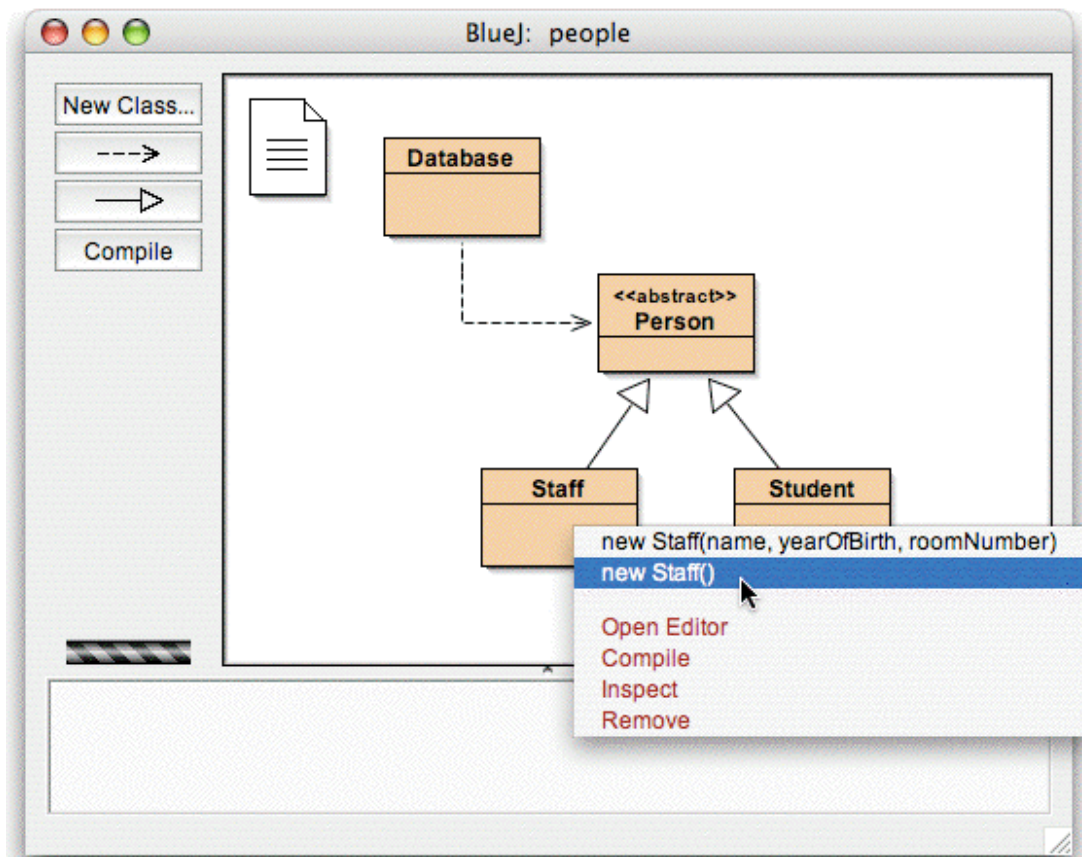 BlueJ: people
New Class...
Compile
Database
<<abstract>>
Person
Staff
Student
new Staff(name, yearOfBirth, roomNumber)
new Staff()
Open Editor
Compile
Inspect
Remove